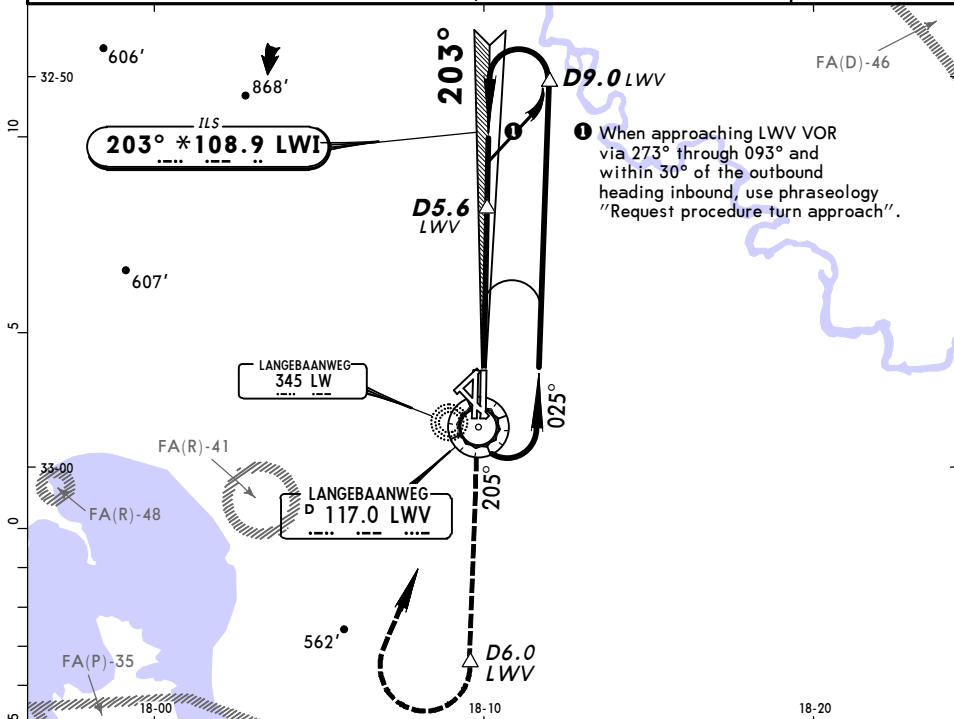 606'
868'
32-50
10
ILS
203° *108.9 LWI
203°
D9.0 LWV
FA(D)-46
1
1 When approaching LWV VOR
via 273° through 093° and
within 30° of the outbound
heading inbound, use phraseology
"Request procedure turn approach".
D5.6
LWV
607'
5
LANGEBAANWEG
345 LW
025°
FA(R)-41
33-00
FA(R)-48
LANGEBAANWEG
D 117.0 LWV
205°
0
562'
D6.0
LWV
FA(P)-35
5
18-00
18-10
18-20